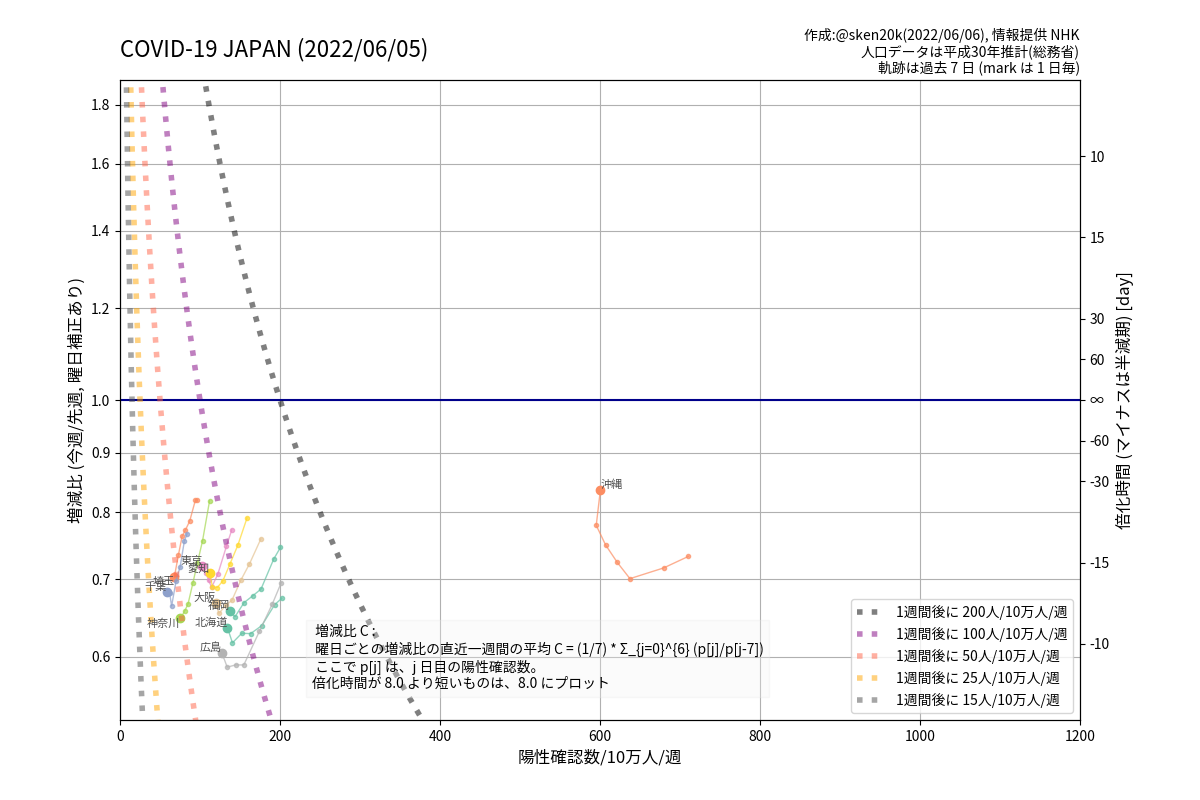 COVID-19 JAPAN (2022/06/05)
作成:@sken20k(2022/06/06), 情報提供 NHK
人口データは平成30年推計(総務省)
軌跡は過去 7 日 (mark は 1 日毎)
1.8
1.6
1.4
1.2
1.0
0.9
0.8
0.7
0.6
増減比 (今週/先週, 曜日補正あり)
10
15
30
60
∞
-60
-30
-15
-10
倍化時間 (マイナスは半減期) [day]
沖縄
東京
愛知
埼玉
千葉
大阪
福岡
神奈川
北海道
広島
増減比 C :
曜日ごとの増減比の直近一週間の平均 C = (1/7) * Σ_{j=0}^{6} (p[j]/p[j-7])
ここで p[j] は、j 日目の陽性確認数。
倍化時間が 8.0 より短いものは、8.0 にプロット
1週間後に 200人/10万人/週
1週間後に 100人/10万人/週
1週間後に 50人/10万人/週
1週間後に 25人/10万人/週
1週間後に 15人/10万人/週
0
200
400
600
800
1000
1200
陽性確認数/10万人/週